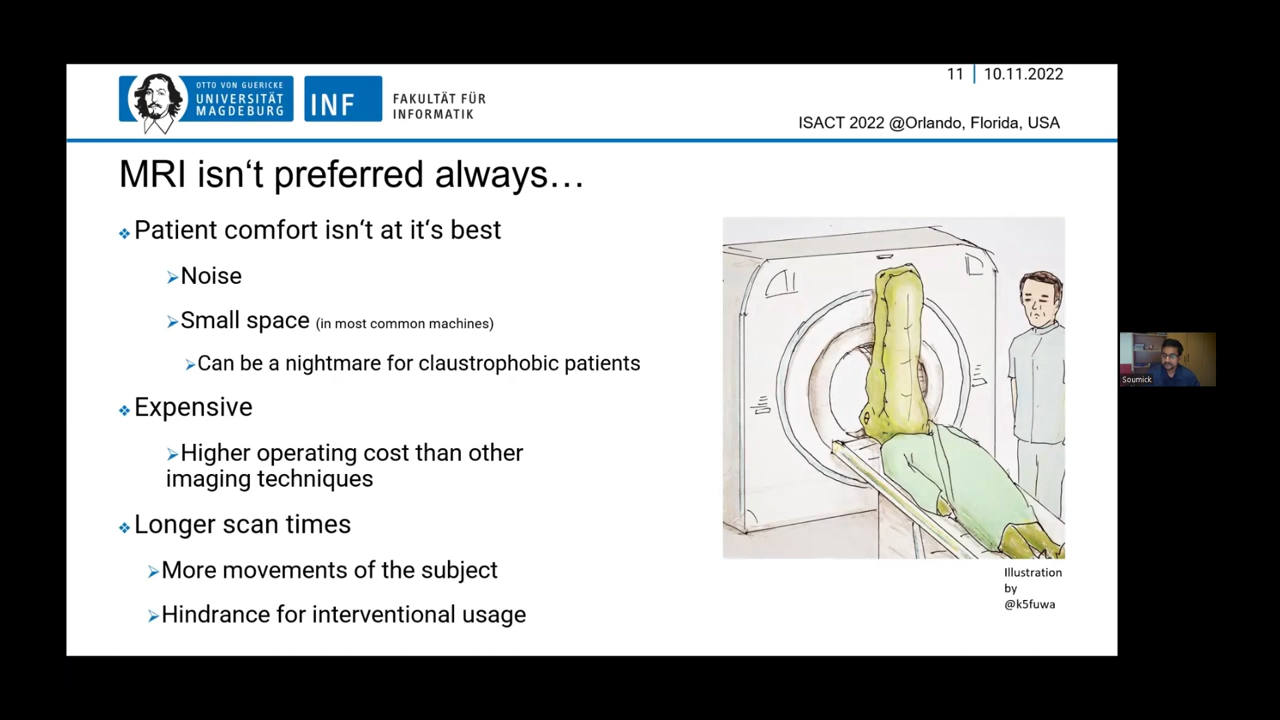 OTTO VON GUERICKE
UNIVERSITÄT
MAGDEBURG
INF
FAKULTÄT FÜR
INFORMATIK
11
10.11.2022
ISACT 2022 @Orlando, Florida, USA
MRI isn‘t preferred always…
Patient comfort isn‘t at it‘s best
Noise
Small space (in most common machines)
Can be a nightmare for claustrophobic patients
Expensive
Higher operating cost than other
imaging techniques
Longer scan times
More movements of the subject
Hindrance for interventional usage
Illustration
by
@k5fuwa
Soumick